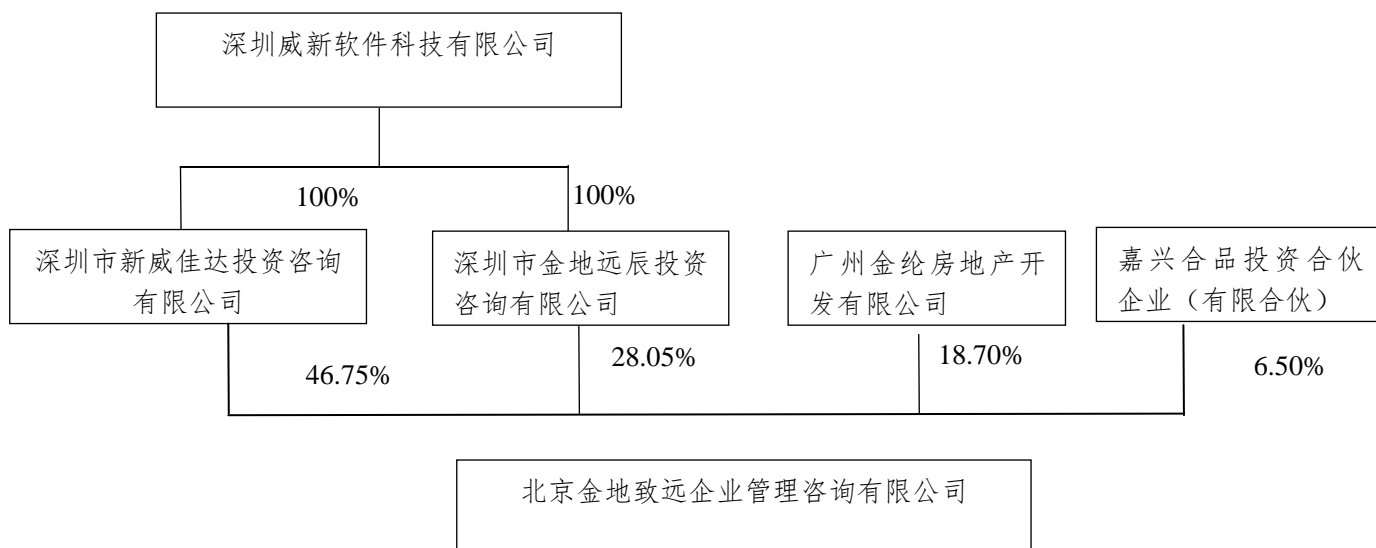 深圳威新软件科技有限公司
100%
100%
深圳市新威佳达投资咨询
有限公司
深圳市金地远辰投资
咨询有限公司
广州金纶房地产开
发有限公司
嘉兴合品投资合伙
企业（有限合伙）
46.75%
28.05%
18.70%
6.50%
北京金地致远企业管理咨询有限公司